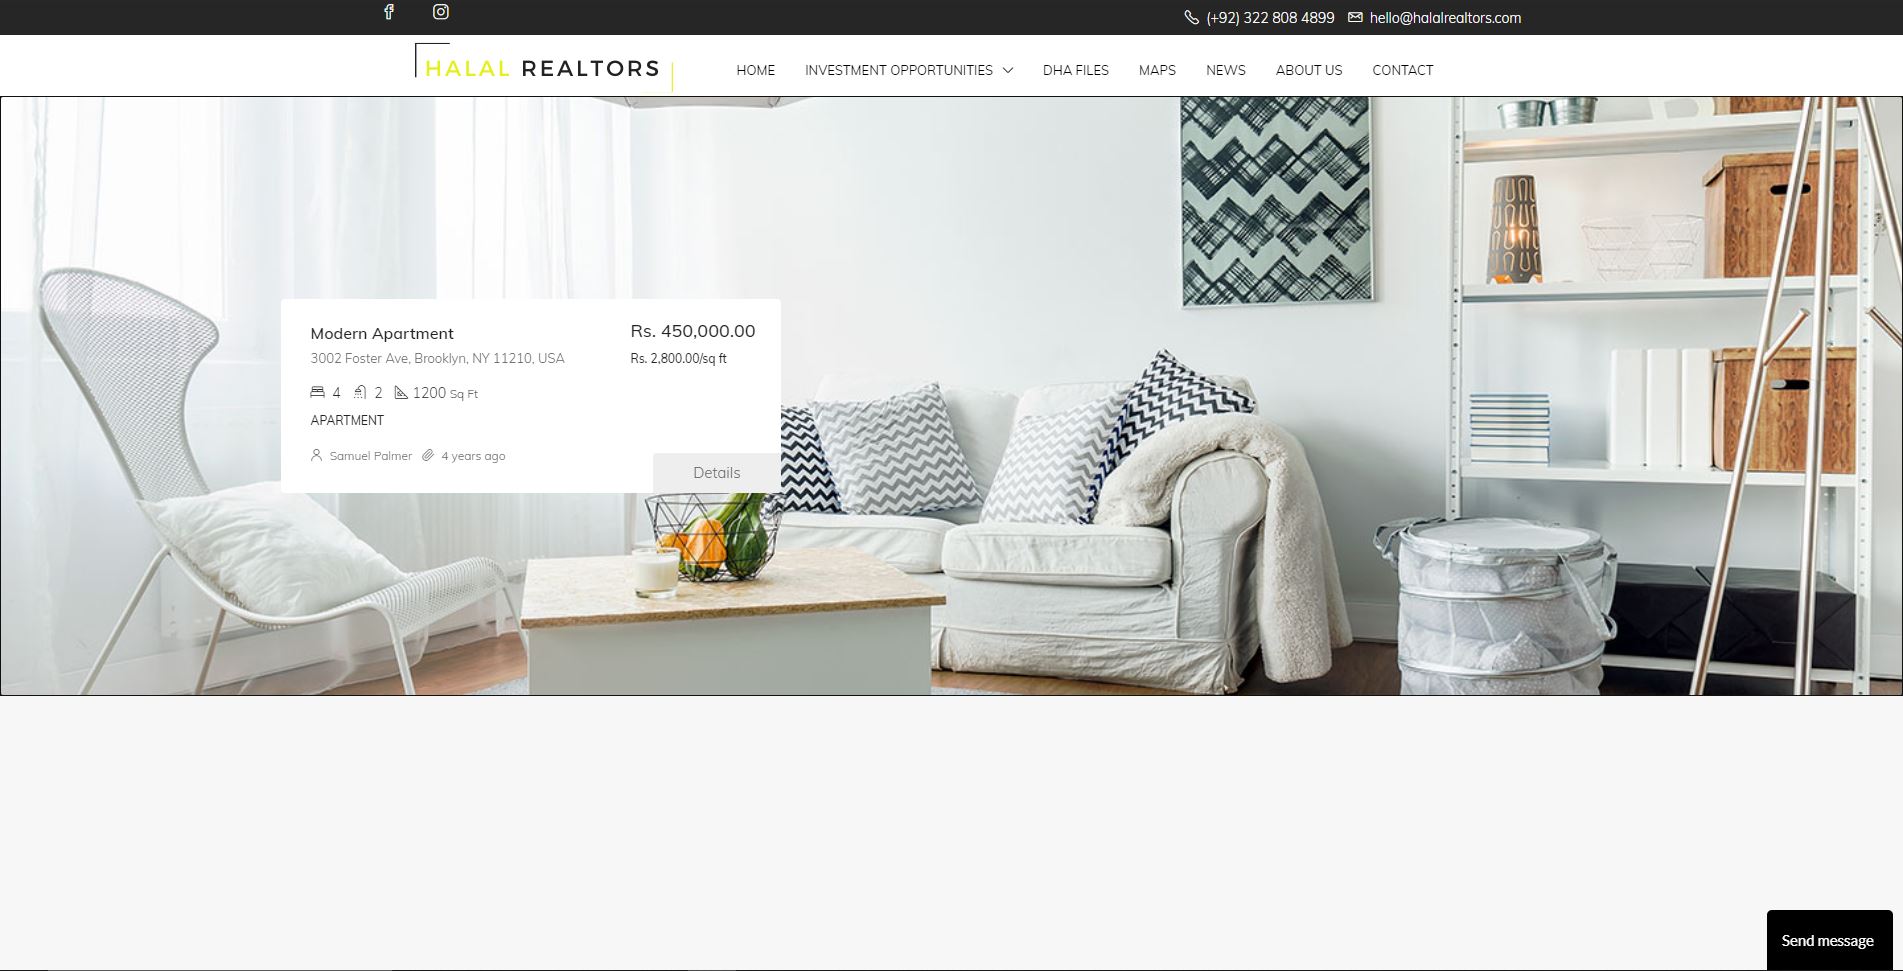 (+92) 322 808 4899 hello@halalrealtors.com
HALAL REALTORS
HOME INVESTMENT OPPORTUNITIES DHA FILES MAPS NEWS ABOUT US CONTACT
Modern Apartment
Rs. 450,000.00
3002 Foster Ave, Brooklyn, NY 11210, USA
Rs. 2,800.00/sq ft
4 2 1200 Sq Ft
APARTMENT
Samuel Palmer 4 years ago
Details
Send message